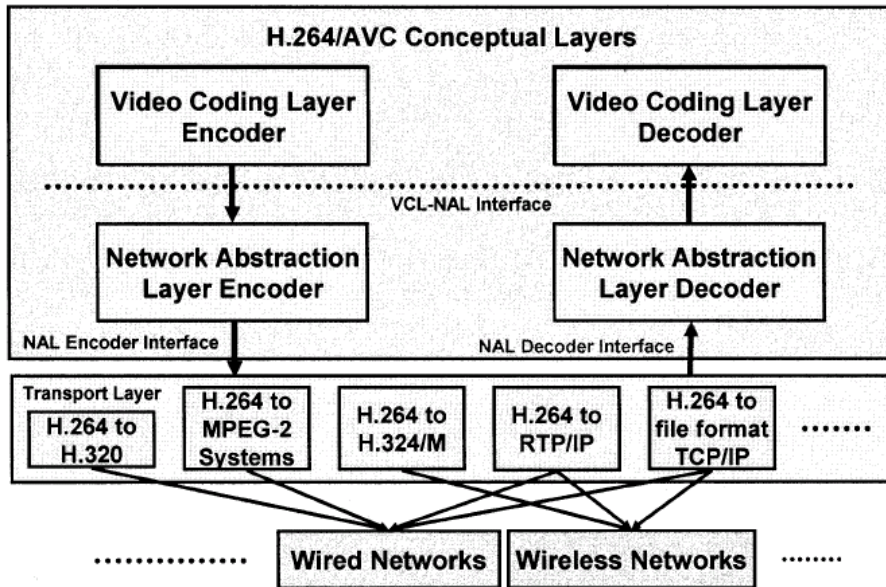 H.264/AVC Conceptual Layers
Video Coding Layer
Encoder
Video Coding Layer
Decoder
VCL-NAL Interface
Network Abstraction
Layer Encoder
Network Abstraction
Layer Decoder
NAL Encoder Interface
NAL Decoder Interface
Transport Layer
H.264 to
H.320
H.264 to
MPEG-2
Systems
H.264 to
H.324/M
H.264 to
RTP/IP
H.264 to
file format
TCP/IP
Wired Networks
Wireless Networks